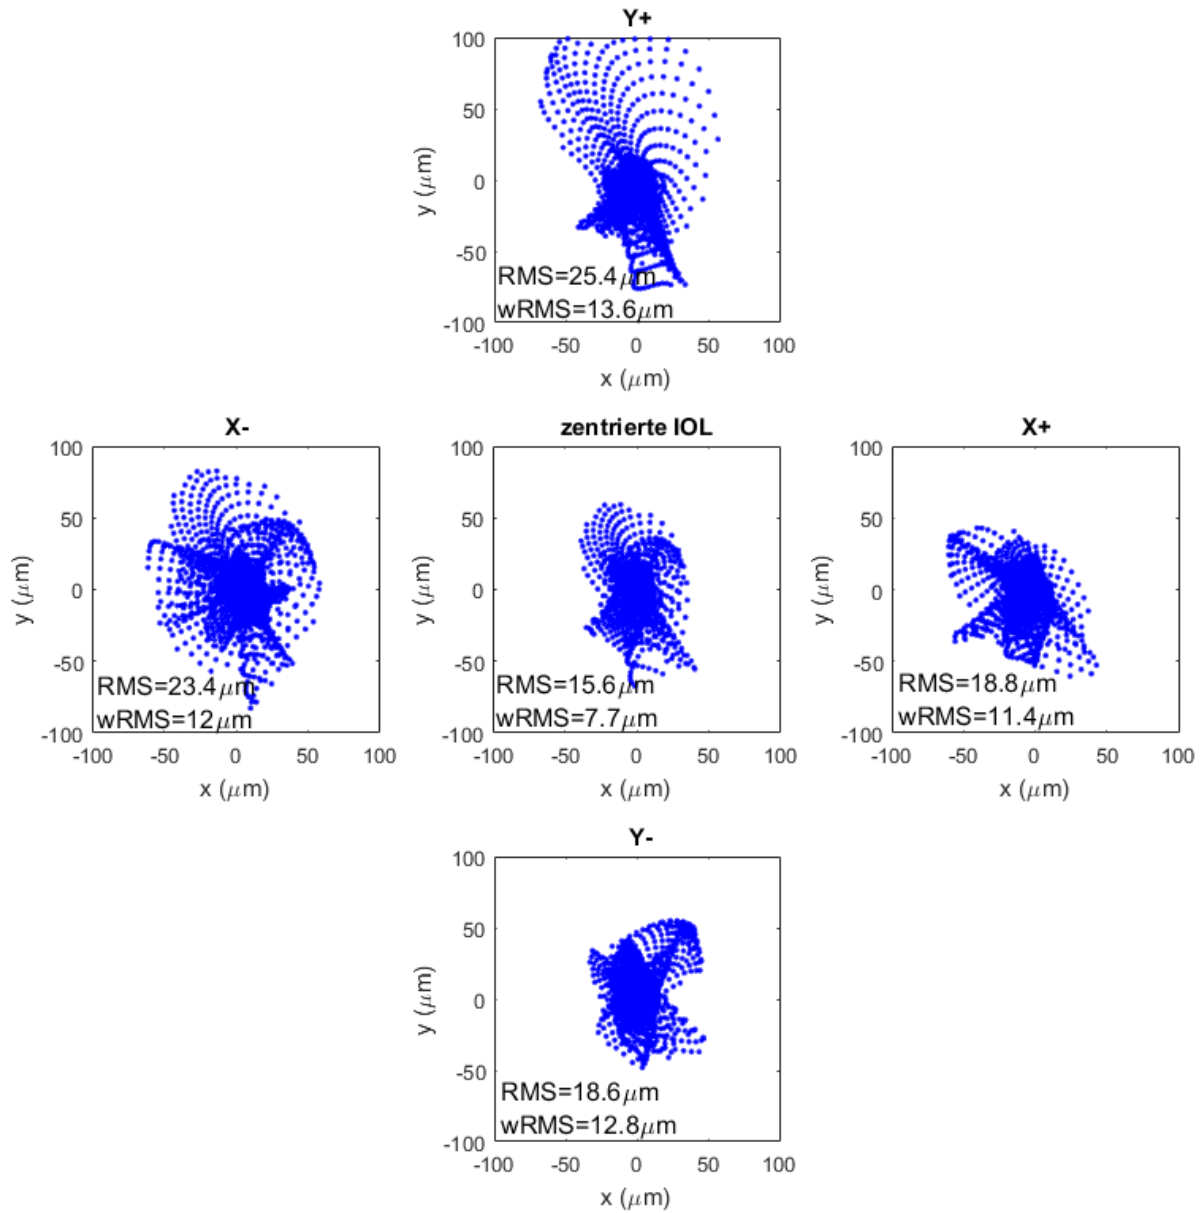 Y+
100
50
0
-50
-100
y (μm)
RMS=25.4μm
wRMS=13.6μm
-100 -50 0 50 100
x (μm)
X-
100
50
0
-50
-100
y (μm)
RMS=23.4μm
wRMS=12μm
-100 -50 0 50 100
x (μm)
zentrierte IOL
100
50
0
-50
-100
y (μm)
RMS=15.6μm
wRMS=7.7μm
-100 -50 0 50 100
x (μm)
X+
100
50
0
-50
-100
y (μm)
RMS=18.8μm
wRMS=11.4μm
-100 -50 0 50 100
x (μm)
Y-
100
50
0
-50
-100
y (μm)
RMS=18.6μm
wRMS=12.8μm
-100 -50 0 50 100
x (μm)